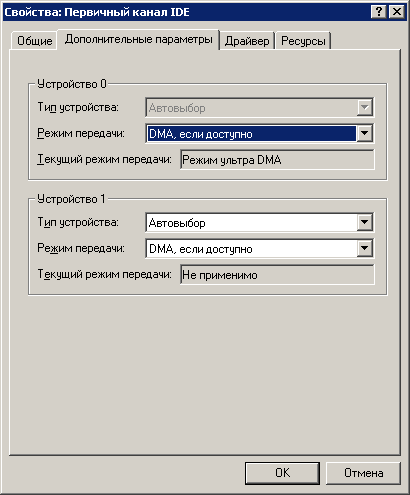 Свойства: Первичный канал IDE
Общие
Дополнительные параметры
Драйвер
Ресурсы
Устройство 0
Тип устройства:
Автовыбор
Режим передачи:
DMA, если доступно
Текущий режим передачи:
Режим ультра DMA
Устройство 1
Тип устройства:
Автовыбор
Режим передачи:
DMA, если доступно
Текущий режим передачи:
Не применимо
OK
Отмена